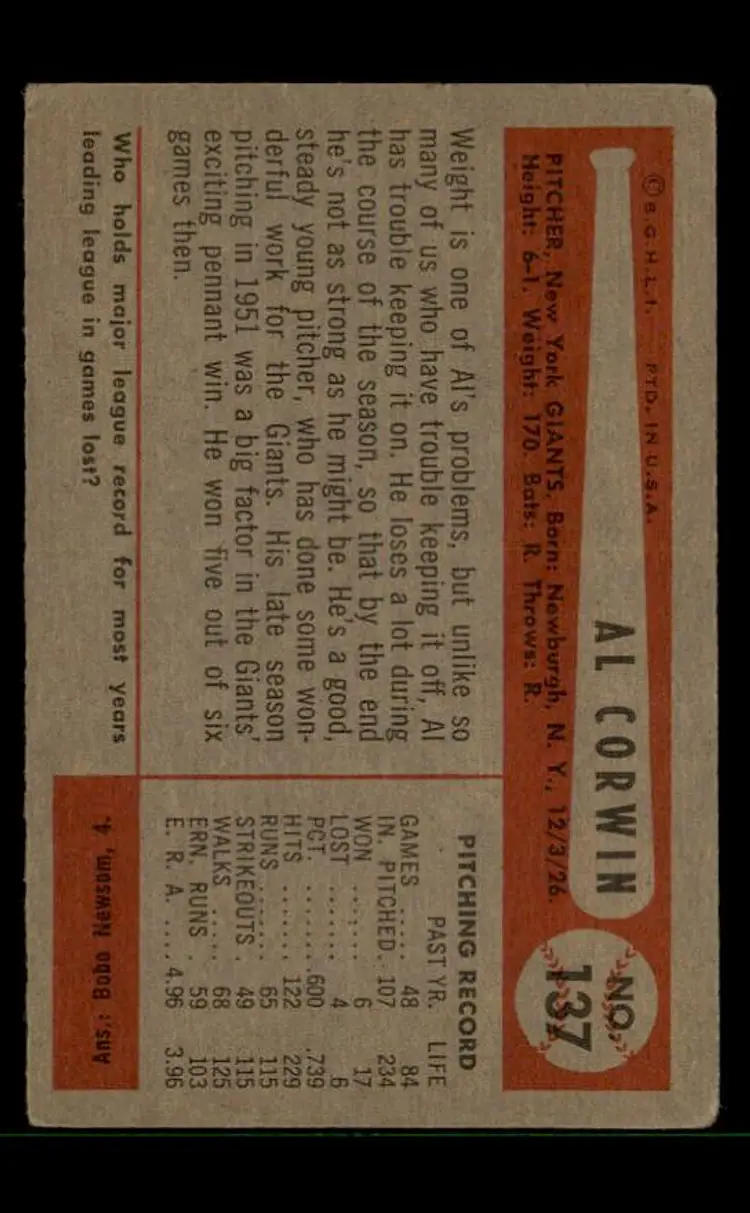 © B.G.H.L.I. PTD. IN U.S.A.
AL CORWIN
NO.
137
PITCHER, New York GIANTS. Born: Newburgh, N. Y., 12/3/26.
Height: 6-1. Weight: 170. Bats: R. Throws: R.
Weight is one of Al's problems, but unlike so
many of us who have trouble keeping it off, Al
has trouble keeping it on. He loses a lot during
the course of the season, so that by the end
he's not as strong as he might be. He's a good,
steady young pitcher, who has done some won-
derful work for the Giants. His late season
pitching in 1951 was a big factor in the Giants'
exciting pennant win. He won five out of six
games then.
PITCHING RECORD
PAST YR. LIFE
GAMES ..... 48 84
IN. PITCHED. 107 234
WON ...... 6 17
LOST ...... 4 6
PCT. ....... .600 .739
HITS ....... 122 229
RUNS ...... 65 115
STRIKEOUTS . 49 115
WALKS ..... 68 125
ERN. RUNS . 59 103
E. R. A. .... 4.96 3.96
Who holds major league record for most years
leading league in games lost?
Ans.: Bobo Newsom,
4.